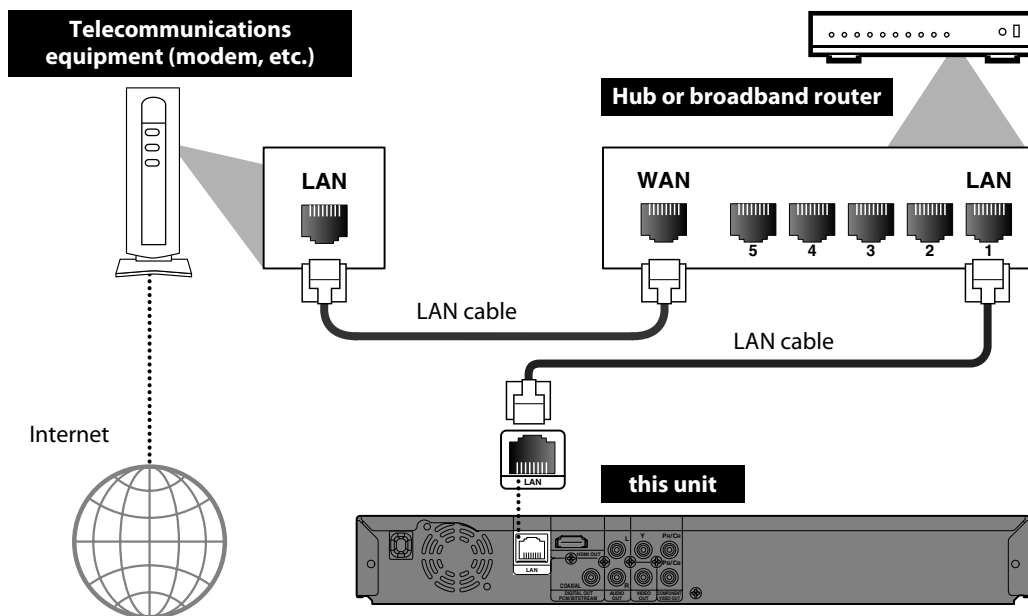 Telecommunications
equipment (modem, etc.)
Hub or broadband router
LAN
WAN
LAN
5 4 3 2 1
LAN cable
LAN cable
Internet
LAN
this unit
LAN
HDMI OUT
COAXIAL
DIGITAL OUT
PCM/BITSTREAM
L
R
AUDIO
OUT
Y
VIDEO
OUT
PR/CR
PB/CB
COMPONENT
VIDEO OUT